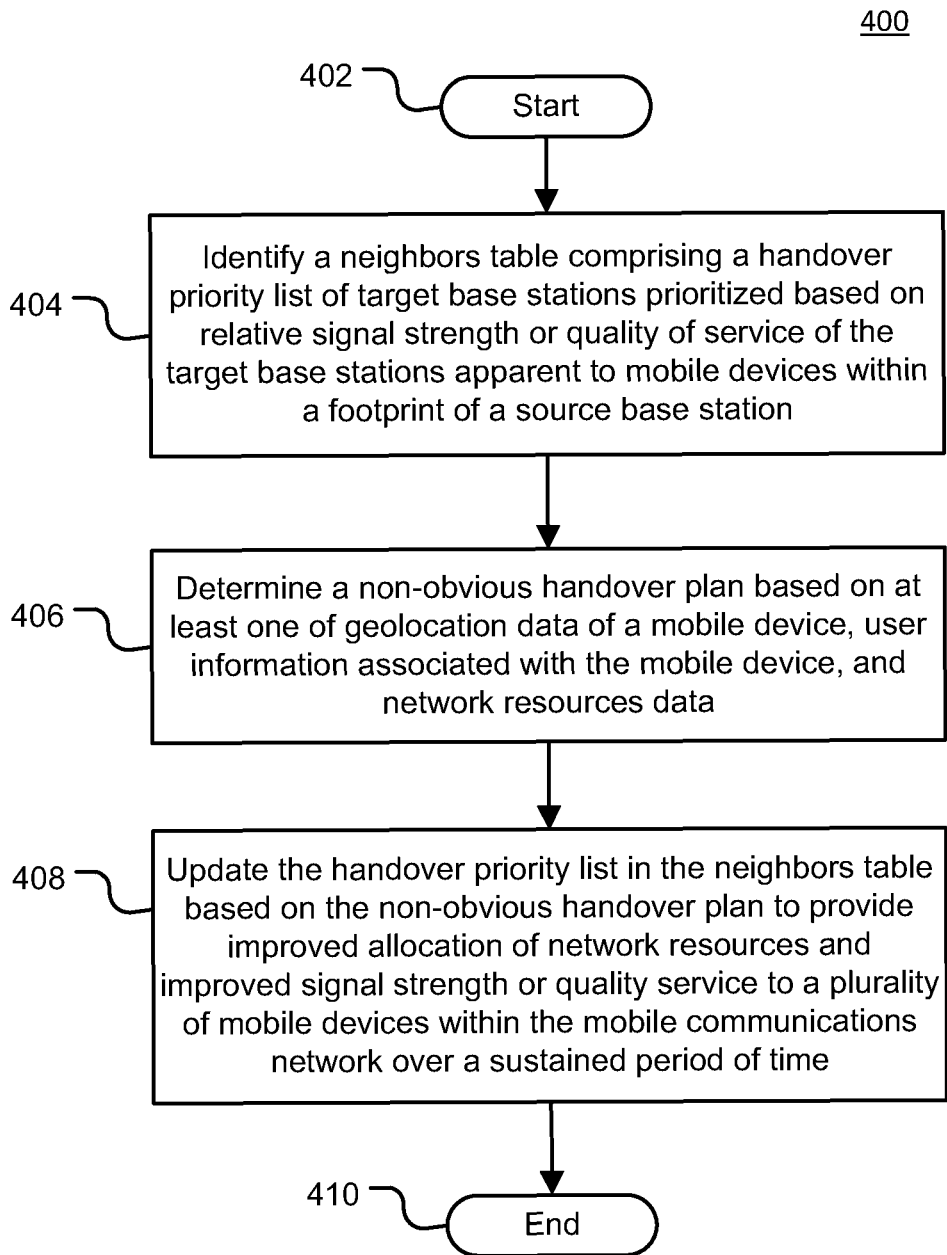 400
402
Start
404
Identify a neighbors table comprising a handover
priority list of target base stations prioritized based on
relative signal strength or quality of service of the
target base stations apparent to mobile devices within
a footprint of a source base station
406
Determine a non-obvious handover plan based on at
least one of geolocation data of a mobile device, user
information associated with the mobile device, and
network resources data
408
Update the handover priority list in the neighbors table
based on the non-obvious handover plan to provide
improved allocation of network resources and
improved signal strength or quality service to a plurality
of mobile devices within the mobile communications
network over a sustained period of time
410
End